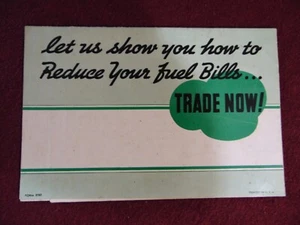 let us show you how to
Reduce Your fuel Bills...
TRADE NOW!